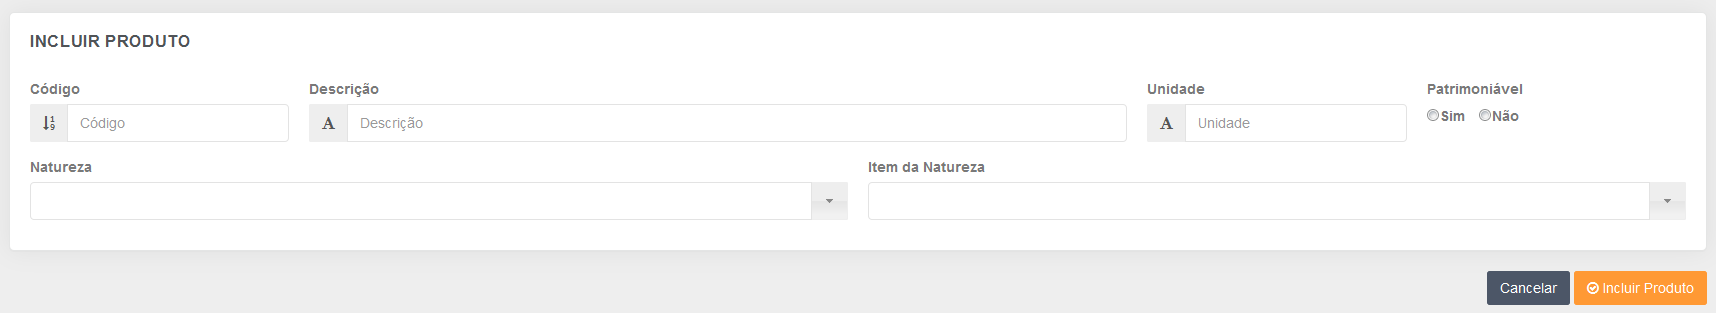 INCLUIR PRODUTO
Código Descrição Unidade Patrimoniável
Código Descrição Unidade Sim Não
Natureza Item da Natureza
Cancelar Incluir Produto